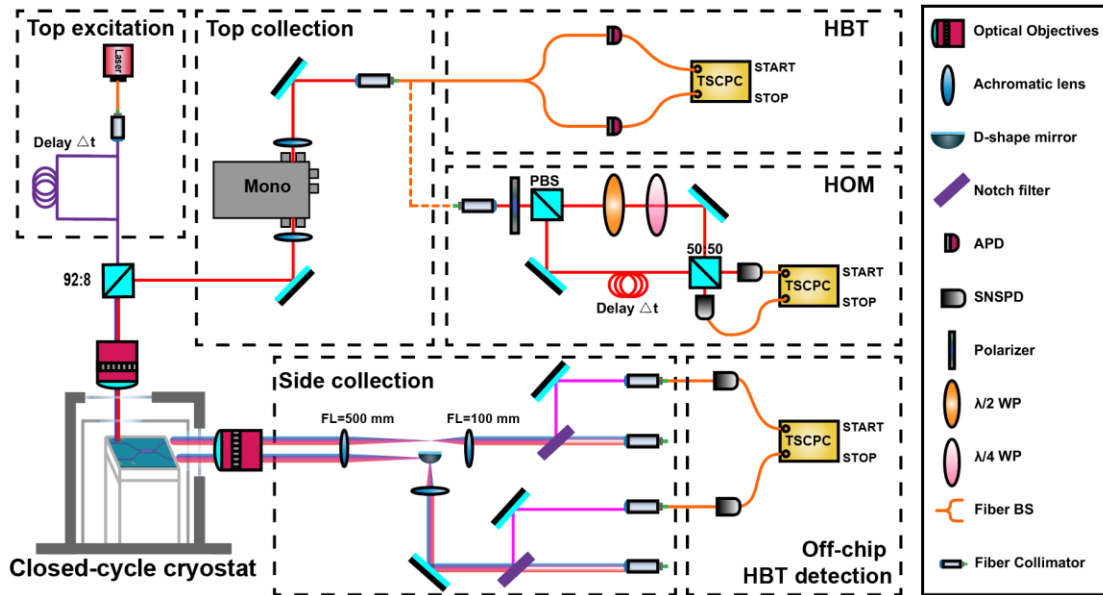 Top excitation
Laser
Delay △t
92:8
Top collection
Mono
HBT
TSCPC
START
STOP
HOM
PBS
50:50
Delay △t
TSCPC
START
STOP
Closed-cycle cryostat
Side collection
FL=500 mm
FL=100 mm
TSCPC
START
STOP
Off-chip
HBT detection
Optical Objectives
Achromatic lens
D-shape mirror
Notch filter
APD
SNSPD
Polarizer
λ/2 WP
λ/4 WP
Fiber BS
Fiber Collimator